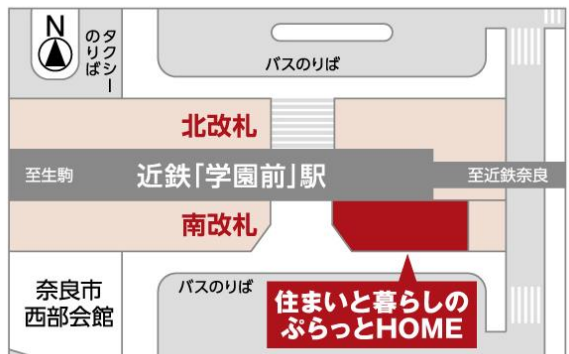 N
タクシー
のりば
バスのりば
北改札
至生駒
近鉄「学園前」駅
至近鉄奈良
南改札
奈良市
西部会館
バスのりば
住まいと暮らしの
ぷらっとHOME